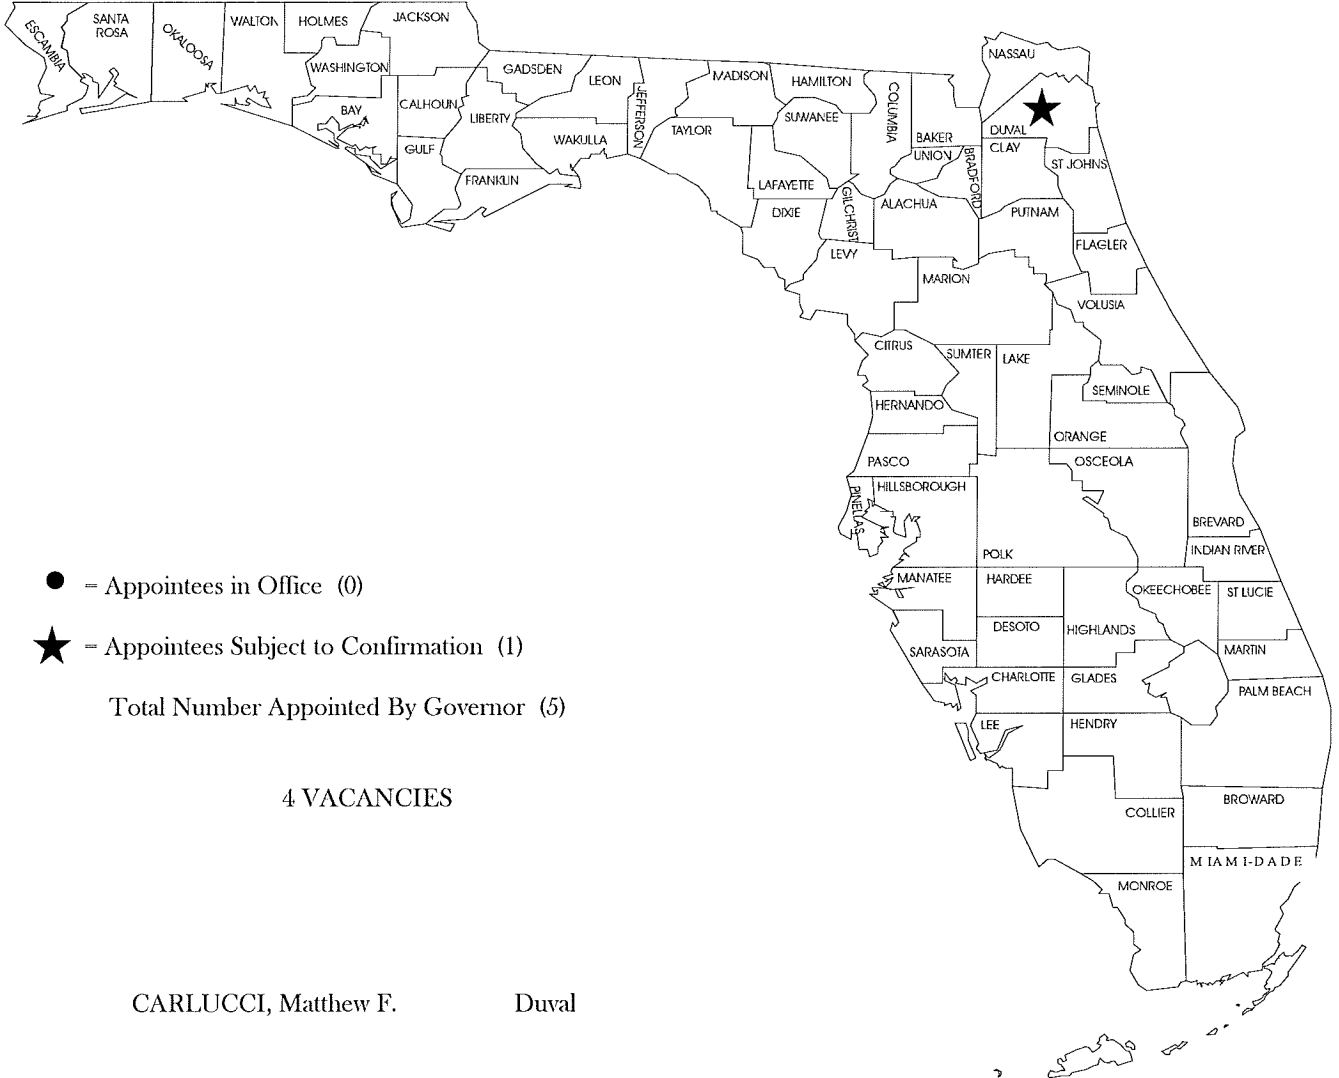 ESCAMBIA
SANTA
ROSA
OKALOOSA
WALTON
HOLMES
JACKSON
WASHINGTON
BAY
CALHOUN
GULF
LIBERTY
GADSDEN
LEON
JEFFERSON
WAKULLA
FRANKLIN
MADISON
TAYLOR
HAMILTON
SUWANEE
LAFAYETTE
DIXIE
COLUMBIA
GILCHRIST
BAKER
UNION
BRADFORD
ALACHUA
LEVY
NASSAU
DUVAL
CLAY
ST JOHNS
PUTNAM
FLAGLER
MARION
VOLUSIA
CITRUS
SUMTER
LAKE
SEMINOLE
HERNANDO
ORANGE
PASCO
OSCEOLA
PINELLAS
HILLSBOROUGH
POLK
BREVARD
INDIAN RIVER
MANATEE
HARDEE
OKEECHOBEE
ST LUCIE
DESOTO
HIGHLANDS
SARASOTA
MARTIN
CHARLOTTE
GLADES
PALM BEACH
LEE
HENDRY
COLLIER
BROWARD
MIAMI-DADE
MONROE
= Appointees in Office (0)
= Appointees Subject to Confirmation (1)
Total Number Appointed By Governor (5)
4 VACANCIES
CARLUCCI, Matthew F. Duval